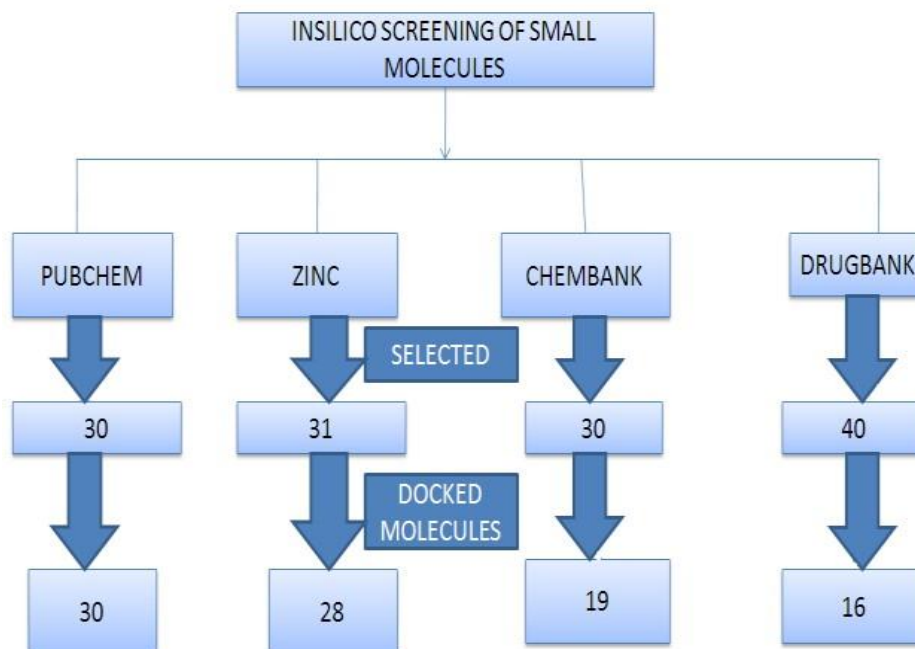 INSILICO SCREENING OF SMALL
MOLECULES
PUBCHEM
ZINC
CHEMBANK
DRUGBANK
SELECTED
30
31
30
40
DOCKED
MOLECULES
30
28
19
16